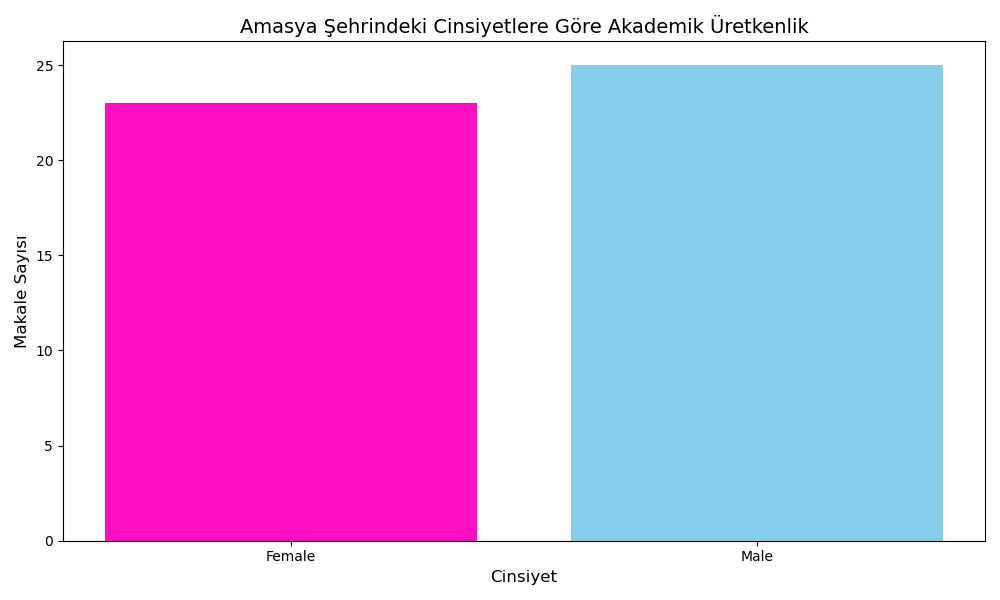 Amasya Şehrindeki Cinsiyetlere Göre Akademik Üretkenlik
Makale Sayısı
25
20
15
10
5
0
Female
Male
Cinsiyet